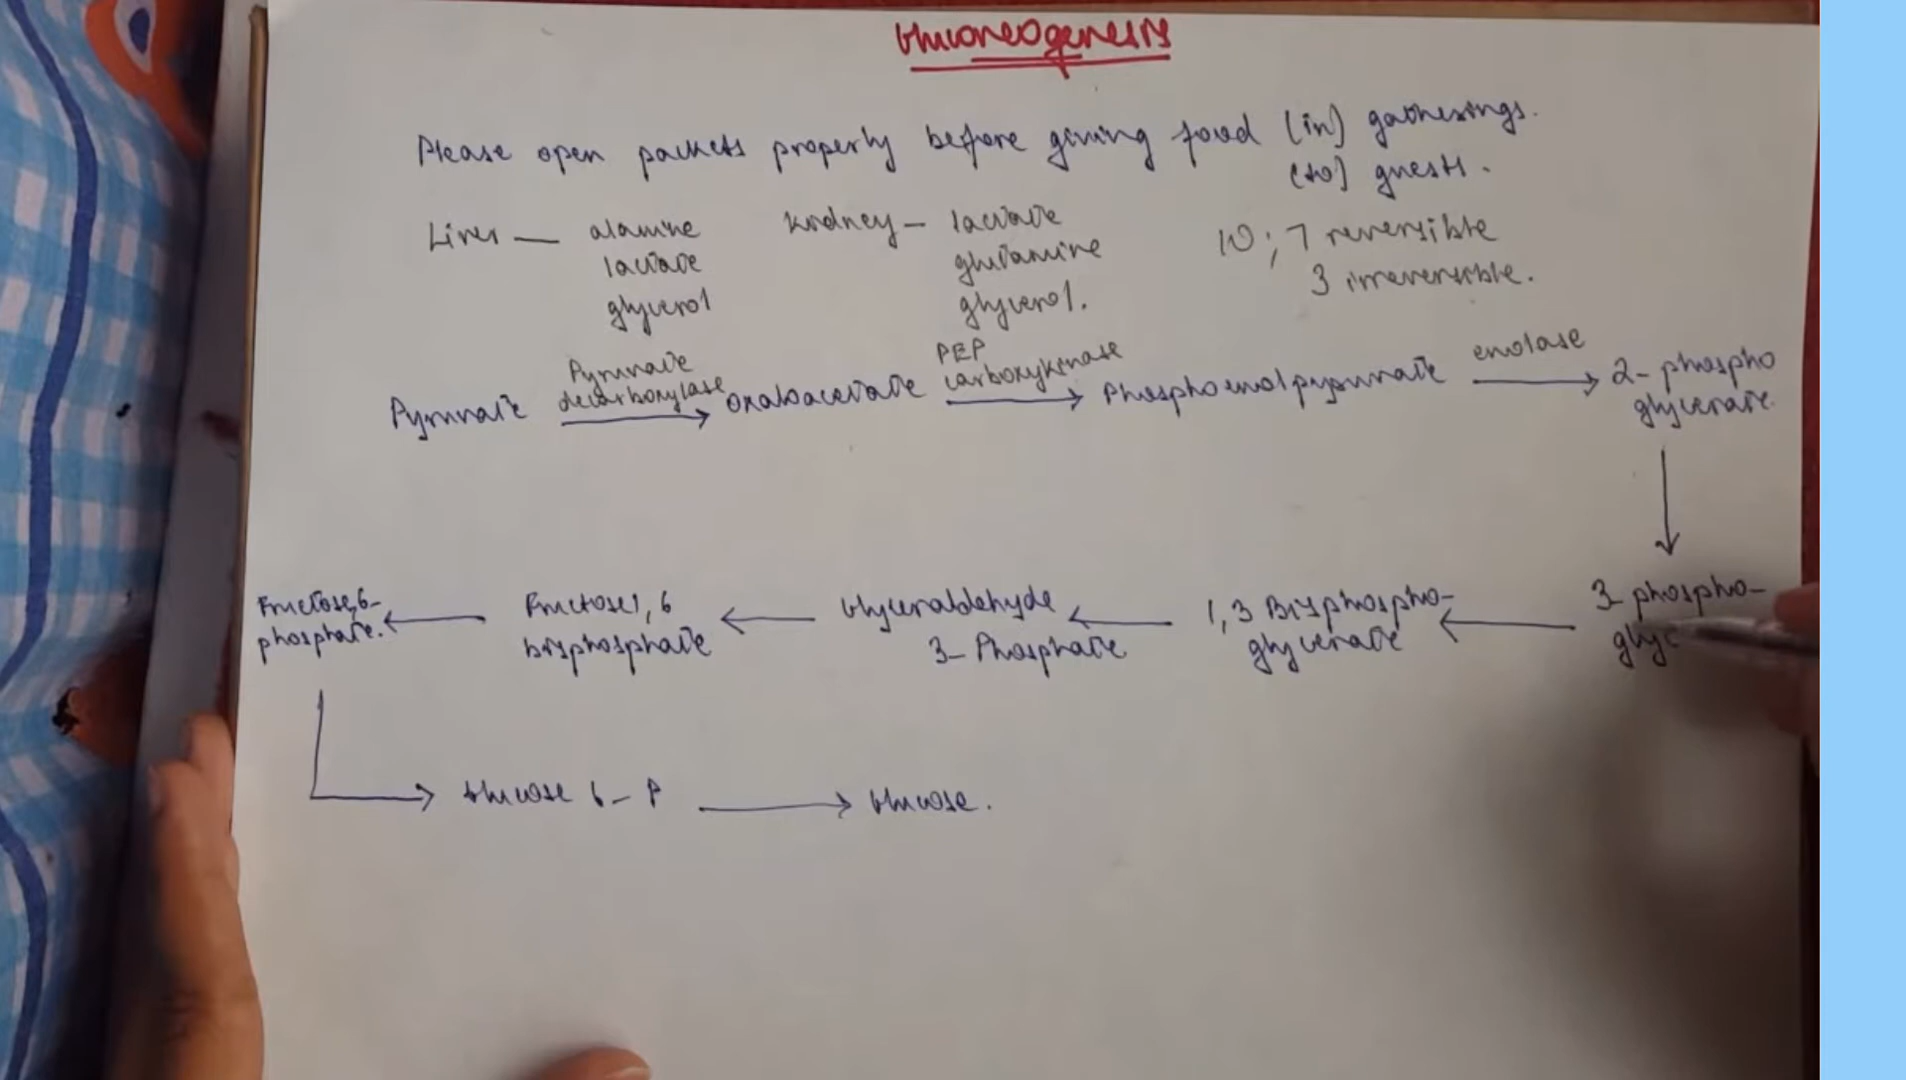 Gluconeogenesis
Please open packets properly before giving food (in) gatherings.
(to) guests.
Liver — alanine
lactate
glycerol
Kidney — lactate
glutamine
glycerol.
10; 7 reversible
3 irreversible.
Pyruvate
Pyruvate
decarboxylase
oxaloacetate
PEP
carboxykinase
Phosphoenolpyruvate
enolase
2-phospho
glycerate.
3-phospho-
glyc
1,3 Bisphospho-
glycerate
Glyceraldehyde
3-Phosphate
Fructose 1,6
bisphosphate
Fructose,6-
phosphate.
Glucose 6-P
Glucose.